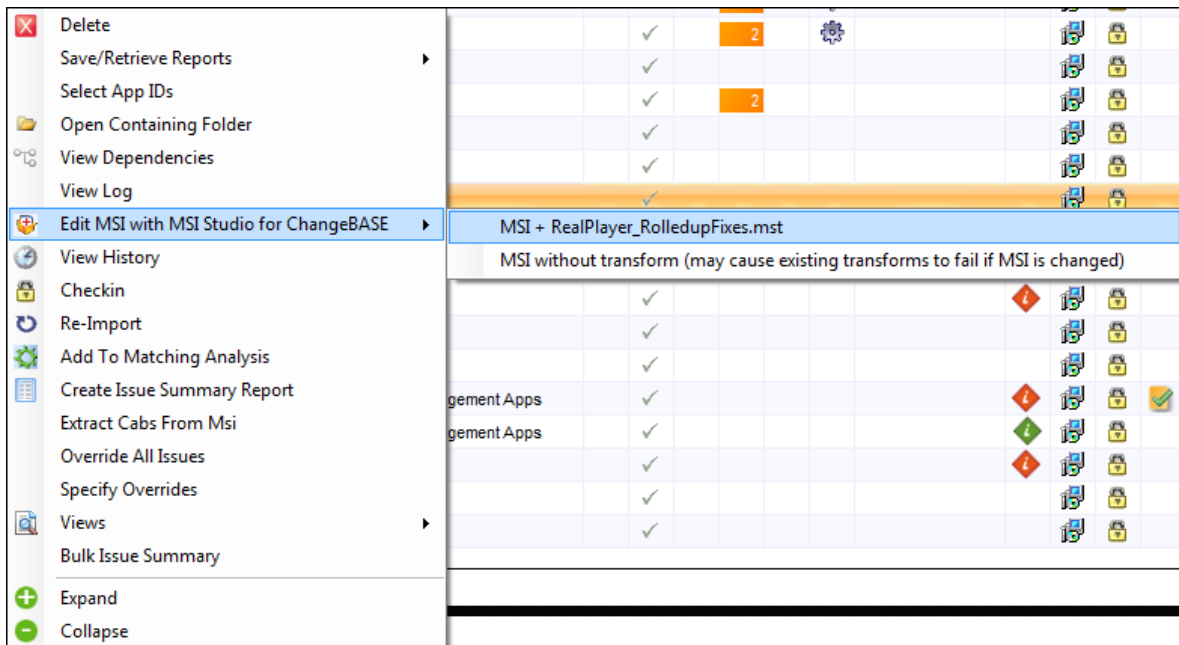 Delete
2
Save/Retrieve Reports
Select App IDs
2
Open Containing Folder
View Dependencies
View Log
Edit MSI with MSI Studio for ChangeBASE
MSI + RealPlayer_RolledupFixes.mst
View History
MSI without transform (may cause existing transforms to fail if MSI is changed)
Checkin
Re-Import
Add To Matching Analysis
Create Issue Summary Report
gement Apps
Extract Cabs From Msi
gement Apps
Override All Issues
Specify Overrides
Views
Bulk Issue Summary
Expand
Collapse